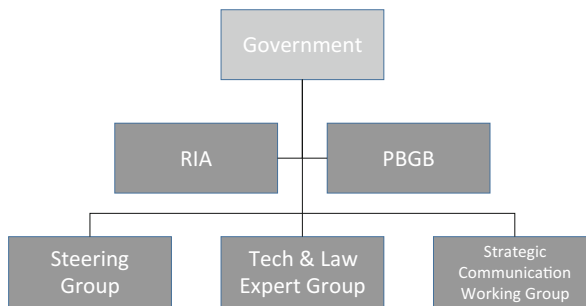 Government
RIA
PBGB
Steering
Group
Tech & Law
Expert Group
Strategic
Communication
Working Group